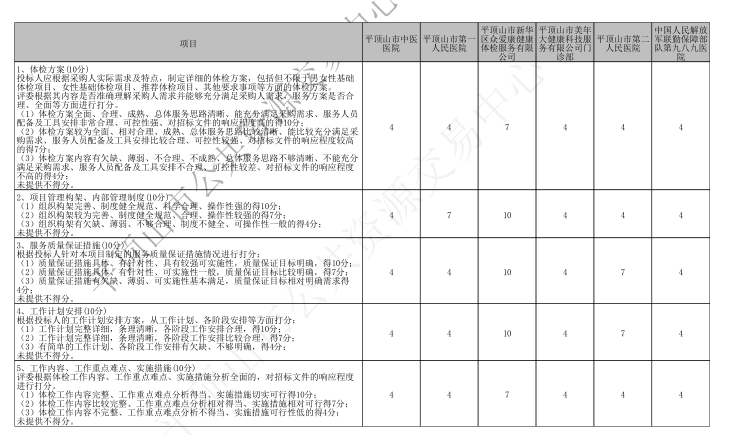 项目
平顶山市中医
医院
平顶山市第一
人民医院
平顶山市新华
区众爱康健康
体检服务有限
公司
平顶山市美年
大健康科技服
务有限公司门
诊部
平顶山市第二
人民医院
中国人民解放
军联勤保障部
队第九八九医
院
1、体检方案(10分)
投标人应根据采购人实际需求及特点，制定详细的体检方案，包括但不限于男女性基础
体检项目、女性基础体检项目、推荐体检项目、其他要求事项等方面的体检方案。
评委根据其内容是否准确理解采购人需求并能够充分满足采购人需求、服务方案是否合
理、全面等方面进行打分。
（1）体检方案全面、合理、成熟、总体服务思路清晰、能充分满足采购需求、服务人员
配备及工具安排非常合理、可控性强、对招标文件的响应程度高的得10分；
（2）体检方案较为全面、相对合理、成熟、总体服务思路比较清晰、能比较充分满足采
购需求、服务人员配备及工具安排比较合理、可控性较强、对招标文件的响应程度较高
的得7分；
（3）体检方案内容有欠缺、薄弱、不合理、不成熟、总体服务思路不够清晰、不能充分
满足采购需求、服务人员配备及工具安排不合理、可控性较差、对招标文件的响应程度
不高的得4分；
未提供不得分。
4 4 7 4 4 4
2、项目管理构架、内部管理制度(10分)
（1）组织构架完善、制度健全规范、科学合理、操作性强的得10分；
（2）组织构架较为完善、制度健全规范、合理、操作性较强的得7分；
（3）组织构架有欠缺、薄弱、不够合理、制度不健全、可操作性一般的得4分；
未提供不得分。
4 7 10 4 4 4
3、服务质量保证措施(10分)
根据投标人针对本项目制定的服务质量保证措施情况进行打分：
（1）质量保证措施具体、有针对性、具有较强可实施性，质量保证目标明确，得10分；
（2）质量保证措施具体、有针对性、可实施性一般，质量保证目标比较明确，得7分；
（3）质量保证措施有欠缺、薄弱、可实施性基本满足，质量保证目标相对明确需求得
4分；
未提供不得分。
4 4 10 4 7 4
4、工作计划安排(10分)
根据投标人的工作计划安排方案，从工作计划、各阶段安排等方面打分；
（1）工作计划完整详细，条理清晰，各阶段工作安排合理，得10分；
（2）工作计划完整详细，条理清晰，各阶段工作安排比较合理，得7分；
（3）有简单的工作计划、各阶段工作安排有欠缺、不够明确，得4分；
未提供不得分。
4 4 10 4 7 4
5、工作内容、工作重点难点、实施措施(10分)
评委根据体检工作内容、工作重点难点、实施措施分析全面的，对招标文件的响应程度
进行打分。
（1）体检工作内容完整、工作重点难点分析得当、实施措施切实可行得10分；
（2）体检工作内容比较完整、工作重点难点分析相对得当、实施措施相对可行得7分；
（3）体检工作内容不完整、工作重点难点分析不得当、实施措施可行性低的得4分；
未提供不得分。
4 4 7 4 4 4